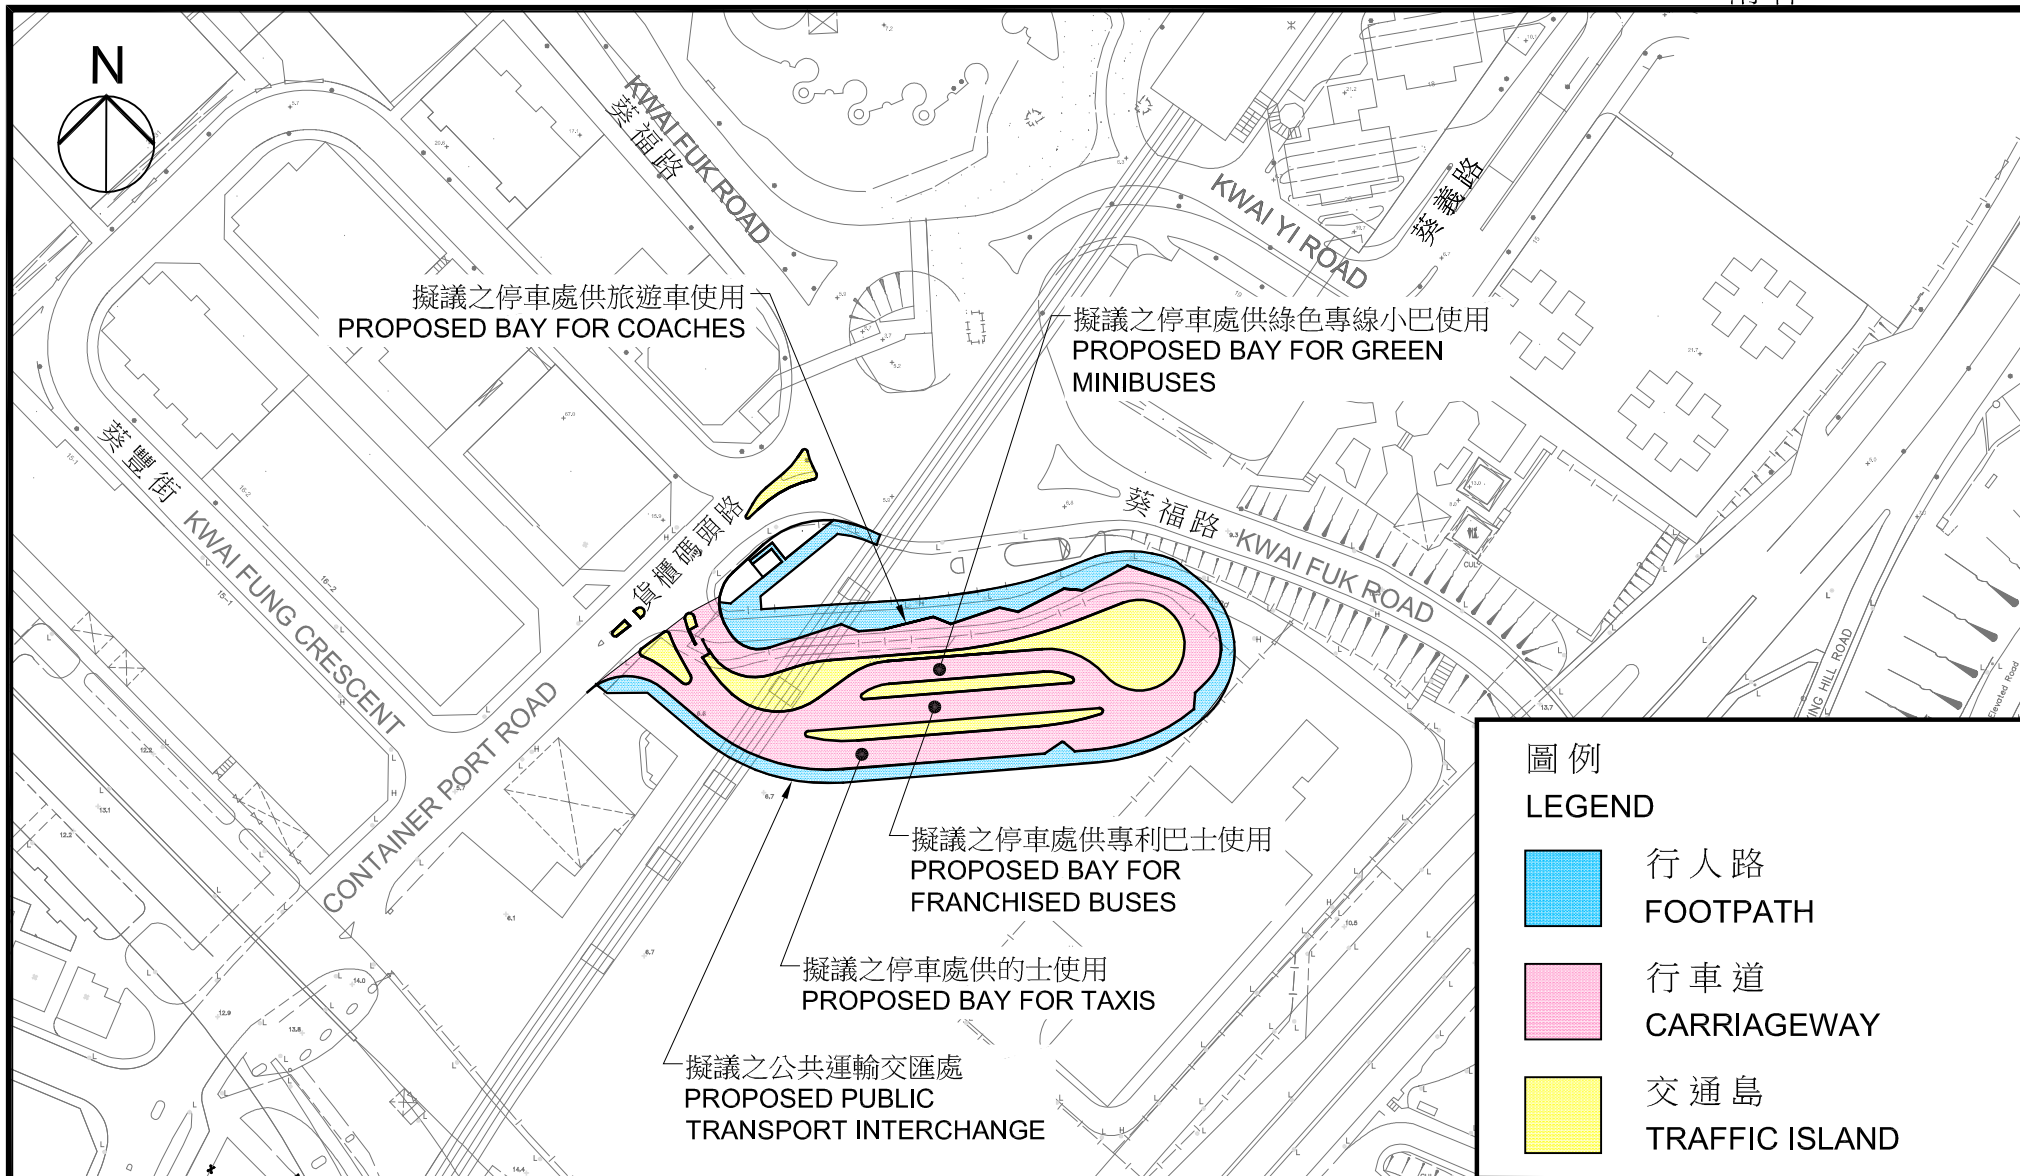 N
KWAI FUK ROAD
葵福路
KWAI YI ROAD
葵義路
擬議之停車處供旅遊車使用
PROPOSED BAY FOR COACHES
擬議之停車處供綠色專線小巴使用
PROPOSED BAY FOR GREEN
MINIBUSES
葵豐街 KWAI FUNG CRESCENT
貨櫃碼頭路
CONTAINER PORT ROAD
葵福路 KWAI FUK ROAD
擬議之停車處供專利巴士使用
PROPOSED BAY FOR
FRANCHISED BUSES
擬議之停車處供的士使用
PROPOSED BAY FOR TAXIS
擬議之公共運輸交匯處
PROPOSED PUBLIC
TRANSPORT INTERCHANGE
HILL ROAD
Elevated Road
圖例
LEGEND
行人路
FOOTPATH
行車道
CARRIAGEWAY
交通島
TRAFFIC ISLAND